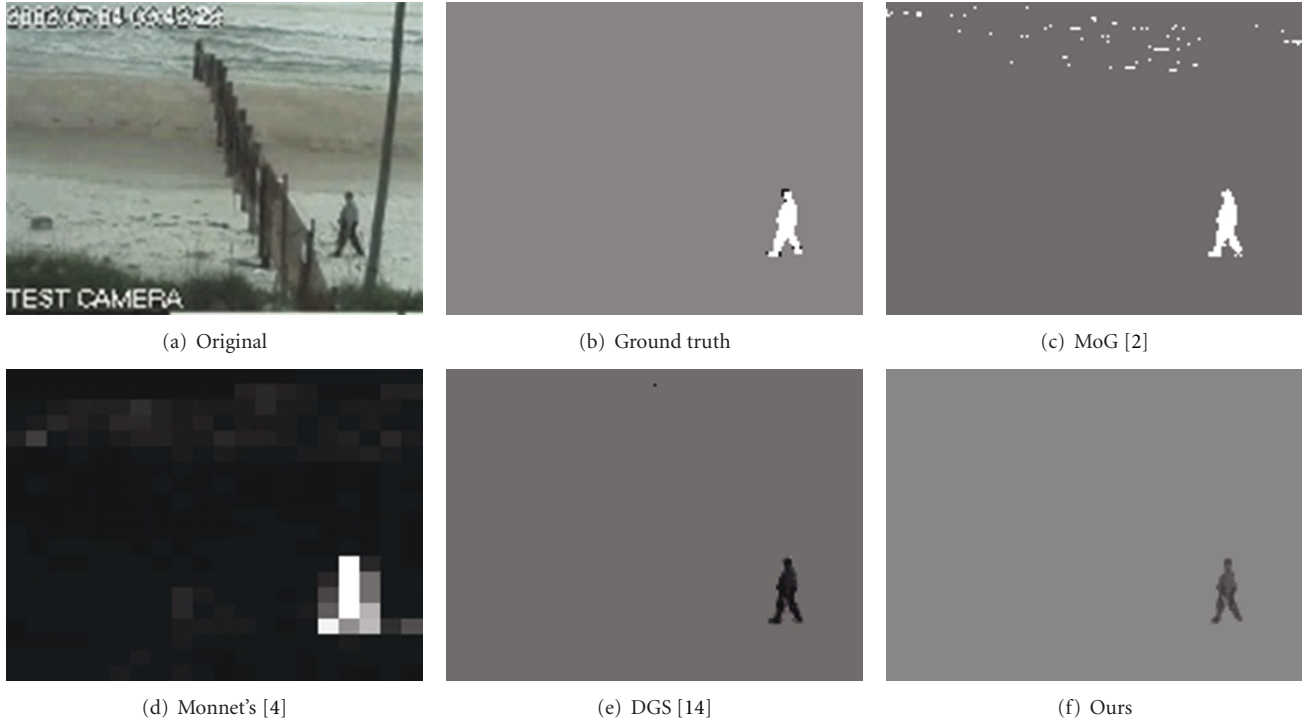 TEST CAMERA
(a) Original
(b) Ground truth
(c) MoG [2]
(d) Monnet's [4]
(e) DGS [14]
(f) Ours